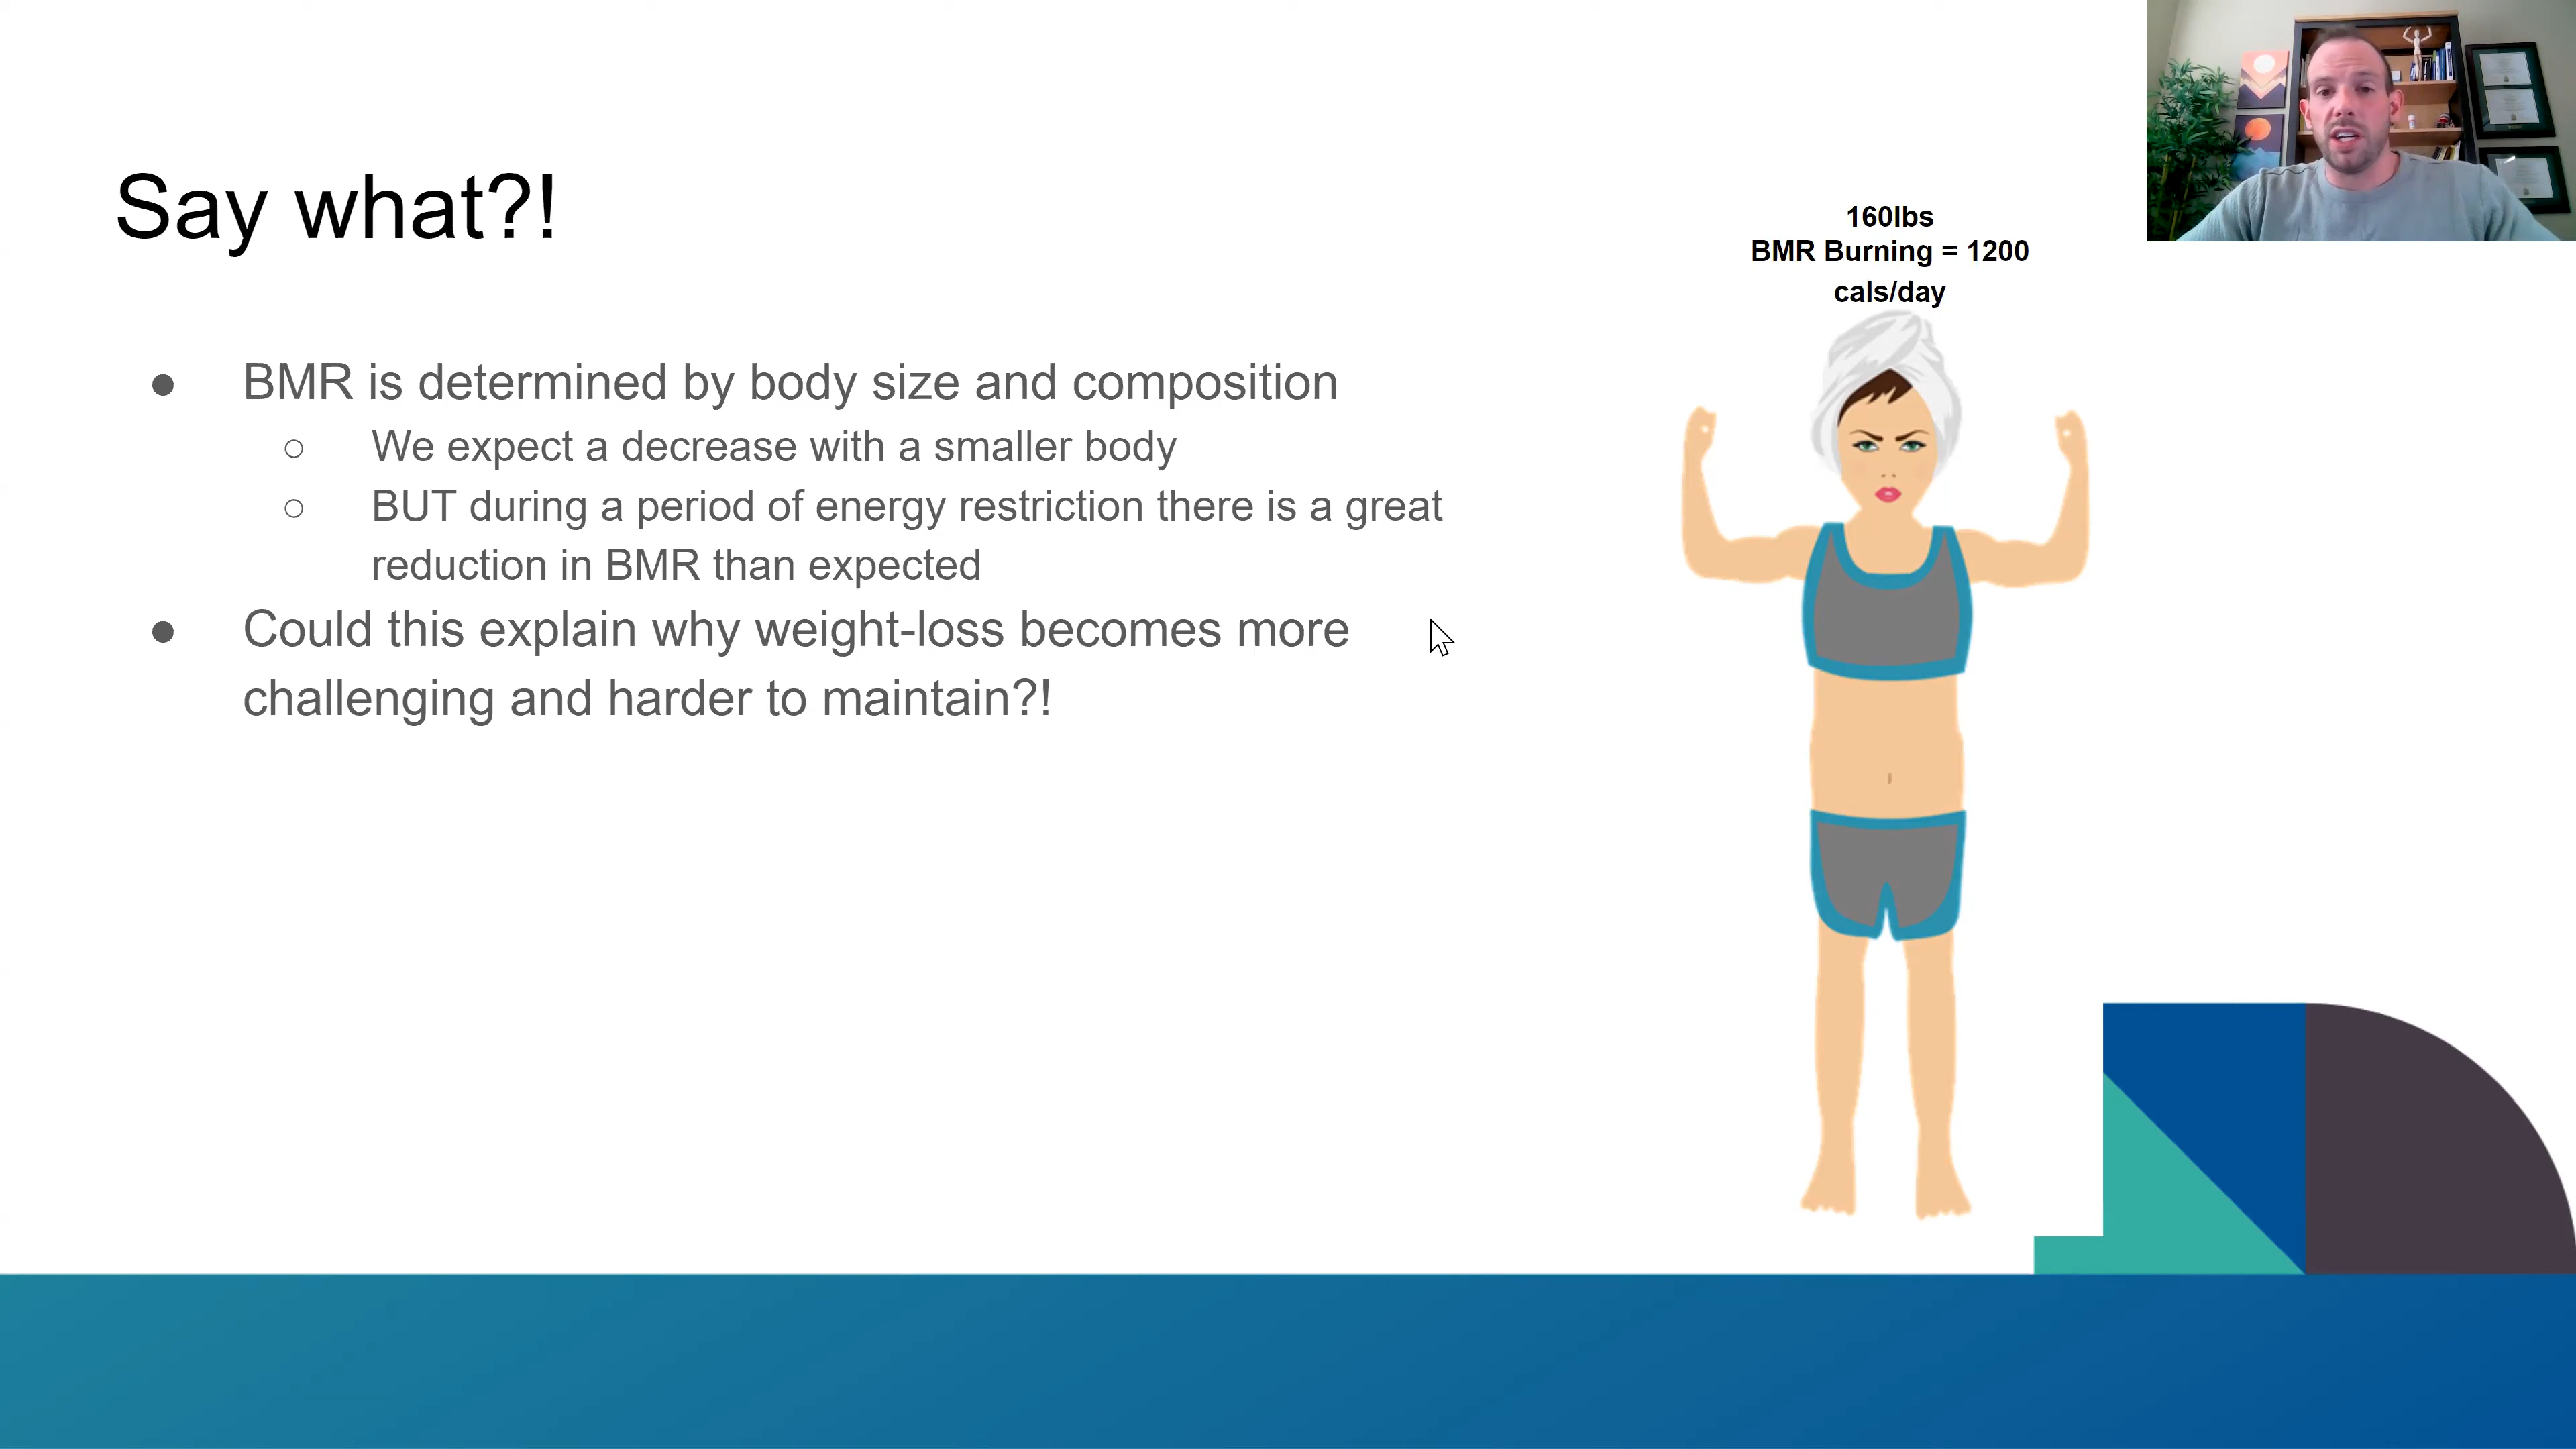 Say what?!
160lbs
BMR Burning = 1200
cals/day
● BMR is determined by body size and composition
○ We expect a decrease with a smaller body
○ BUT during a period of energy restriction there is a great
reduction in BMR than expected
● Could this explain why weight-loss becomes more
challenging and harder to maintain?!